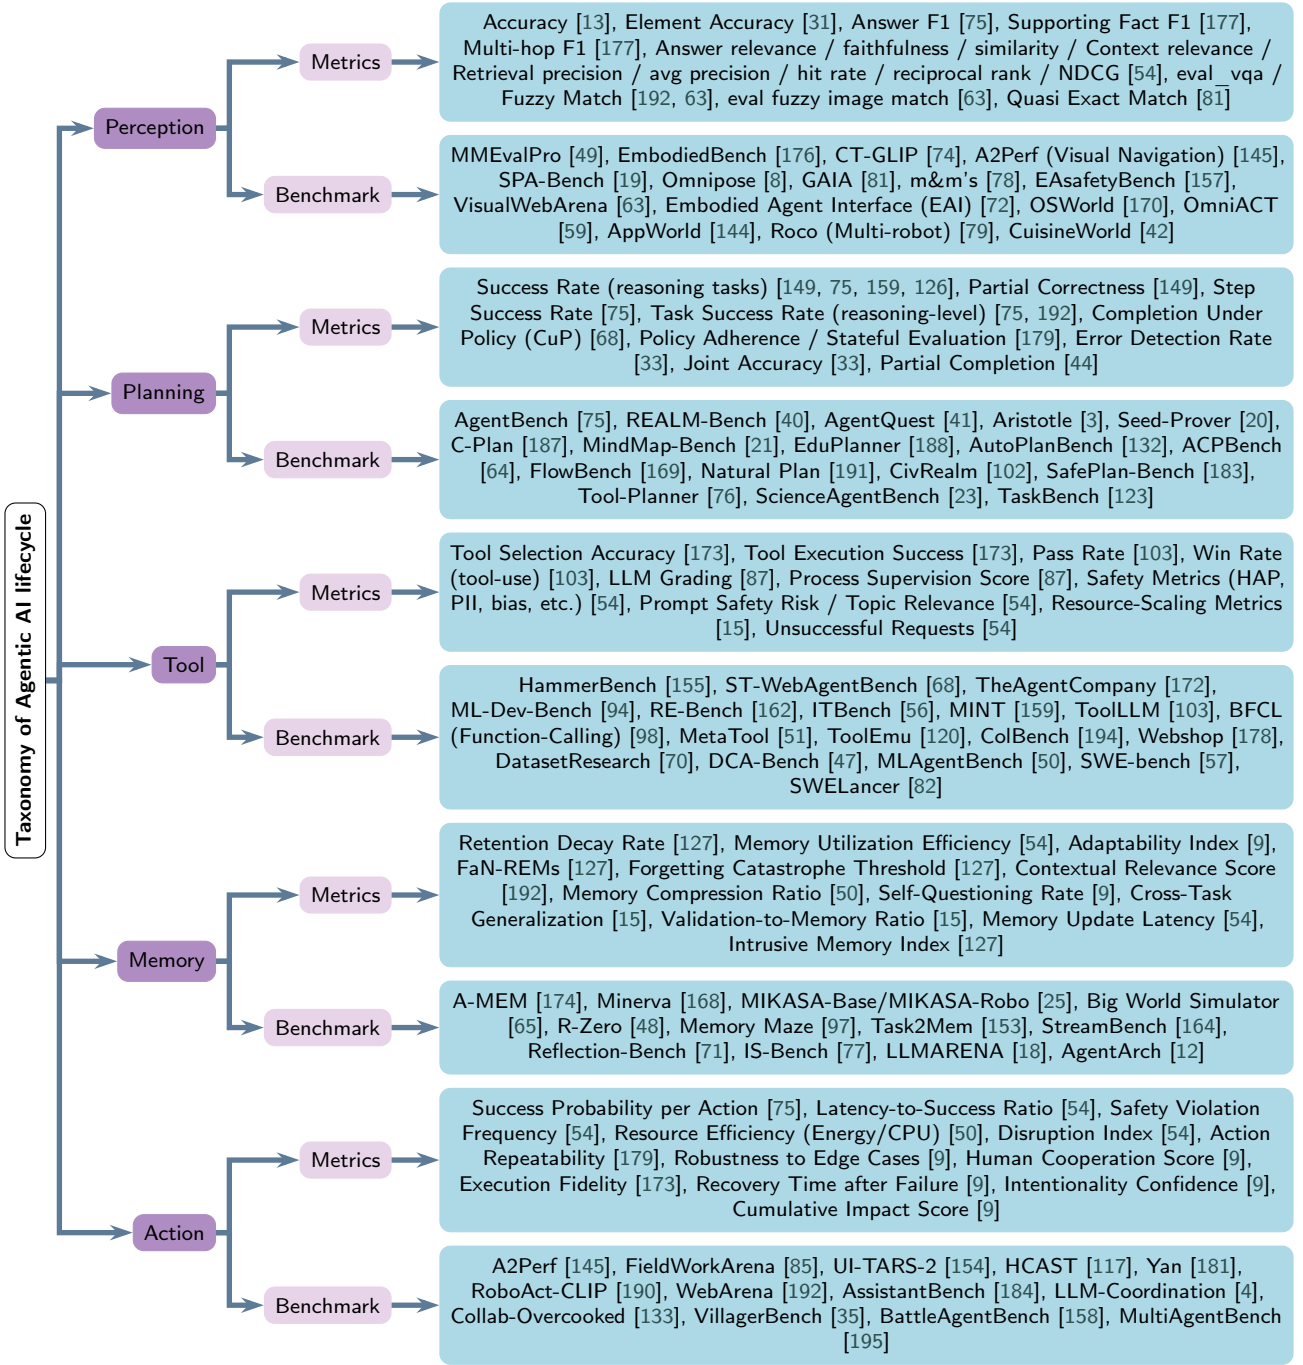 Taxonomy of Agentic AI lifecycle
Perception
Metrics
Accuracy [13], Element Accuracy [31], Answer F1 [75], Supporting Fact F1 [177],
Multi-hop F1 [177], Answer relevance / faithfulness / similarity / Context relevance /
Retrieval precision / avg precision / hit rate / reciprocal rank / NDCG [54], eval_vqa /
Fuzzy Match [192, 63], eval fuzzy image match [63], Quasi Exact Match [81]
Benchmark
MMEvalPro [49], EmbodiedBench [176], CT-GLIP [74], A2Perf (Visual Navigation) [145],
SPA-Bench [19], Omnipose [8], GAIA [81], m&m's [78], EAsafetyBench [157],
VisualWebArena [63], Embodied Agent Interface (EAI) [72], OSWorld [170], OmniACT
[59], AppWorld [144], Roco (Multi-robot) [79], CuisineWorld [42]
Planning
Metrics
Success Rate (reasoning tasks) [149, 75, 159, 126], Partial Correctness [149], Step
Success Rate [75], Task Success Rate (reasoning-level) [75, 192], Completion Under
Policy (CuP) [68], Policy Adherence / Stateful Evaluation [179], Error Detection Rate
[33], Joint Accuracy [33], Partial Completion [44]
Benchmark
AgentBench [75], REALM-Bench [40], AgentQuest [41], Aristotle [3], Seed-Prover [20],
C-Plan [187], MindMap-Bench [21], EduPlanner [188], AutoPlanBench [132], ACPBench
[64], FlowBench [169], Natural Plan [191], CivRealm [102], SafePlan-Bench [183],
Tool-Planner [76], ScienceAgentBench [23], TaskBench [123]
Tool
Metrics
Tool Selection Accuracy [173], Tool Execution Success [173], Pass Rate [103], Win Rate
(tool-use) [103], LLM Grading [87], Process Supervision Score [87], Safety Metrics (HAP,
PII, bias, etc.) [54], Prompt Safety Risk / Topic Relevance [54], Resource-Scaling Metrics
[15], Unsuccessful Requests [54]
Benchmark
HammerBench [155], ST-WebAgentBench [68], TheAgentCompany [172],
ML-Dev-Bench [94], RE-Bench [162], ITBench [56], MINT [159], ToolLLM [103], BFCL
(Function-Calling) [98], MetaTool [51], ToolEmu [120], ColBench [194], Webshop [178],
DatasetResearch [70], DCA-Bench [47], MLAgentBench [50], SWE-bench [57],
SWELancer [82]
Memory
Metrics
Retention Decay Rate [127], Memory Utilization Efficiency [54], Adaptability Index [9],
FaN-REMs [127], Forgetting Catastrophe Threshold [127], Contextual Relevance Score
[192], Memory Compression Ratio [50], Self-Questioning Rate [9], Cross-Task
Generalization [15], Validation-to-Memory Ratio [15], Memory Update Latency [54],
Intrusive Memory Index [127]
Benchmark
A-MEM [174], Minerva [168], MIKASA-Base/MIKASA-Robo [25], Big World Simulator
[65], R-Zero [48], Memory Maze [97], Task2Mem [153], StreamBench [164],
Reflection-Bench [71], IS-Bench [77], LLMARENA [18], AgentArch [12]
Action
Metrics
Success Probability per Action [75], Latency-to-Success Ratio [54], Safety Violation
Frequency [54], Resource Efficiency (Energy/CPU) [50], Disruption Index [54], Action
Repeatability [179], Robustness to Edge Cases [9], Human Cooperation Score [9],
Execution Fidelity [173], Recovery Time after Failure [9], Intentionality Confidence [9],
Cumulative Impact Score [9]
Benchmark
A2Perf [145], FieldWorkArena [85], UI-TARS-2 [154], HCAST [117], Yan [181],
RoboAct-CLIP [190], WebArena [192], AssistantBench [184], LLM-Coordination [4],
Collab-Overcooked [133], VillagerBench [35], BattleAgentBench [158], MultiAgentBench
[195]